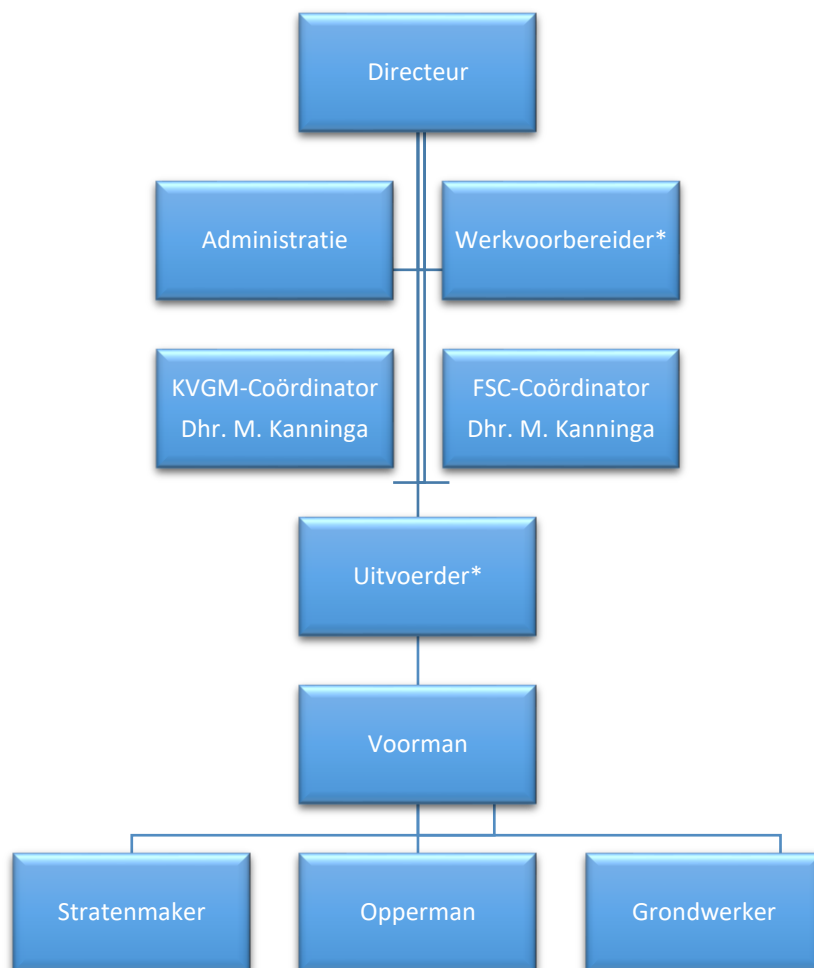 Directeur
Administratie
Werkvoorbereider*
KVGM-Coördinator
Dhr. M. Kanninga
FSC-Coördinator
Dhr. M. Kanninga
Uitvoerder*
Voorman
Stratenmaker
Opperman
Grondwerker